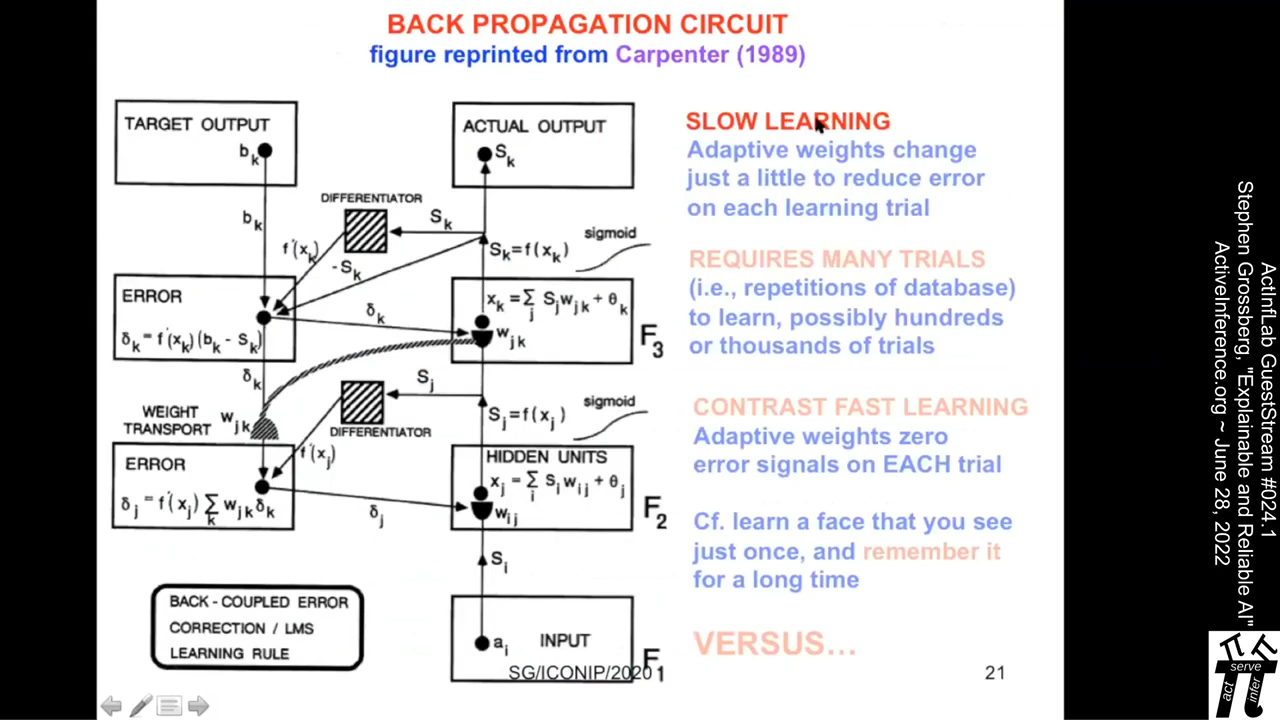 BACK PROPAGATION CIRCUIT
figure reprinted from Carpenter (1989)
TARGET OUTPUT
b_k
b_k
ACTUAL OUTPUT
S_k
DIFFERENTIATOR
S_k
f'(x_k)
-S_k
S_k=f(x_k)
sigmoid
ERROR
δ_k = f'(x_k)(b_k - S_k)
δ_k
x_k = Σ_j S_j w_jk + θ_k
w_jk
F_3
δ_k
WEIGHT
TRANSPORT
w_jk
S_j
DIFFERENTIATOR
f'(x_j)
S_j=f(x_j)
sigmoid
ERROR
δ_j = f'(x_j) Σ_k w_jk δ_k
δ_j
HIDDEN UNITS
x_j = Σ_i S_i w_ij + θ_j
w_ij
F_2
S_i
BACK-COUPLED ERROR
CORRECTION / LMS
LEARNING RULE
a_i INPUT
F_1
SG/ICONIP/2020
21
SLOW LEARNING
Adaptive weights change
just a little to reduce error
on each learning trial
REQUIRES MANY TRIALS
(i.e., repetitions of database)
to learn, possibly hundreds
or thousands of trials
CONTRAST FAST LEARNING
Adaptive weights zero
error signals on EACH trial
Cf. learn a face that you see
just once, and remember it
for a long time
VERSUS...
ActInfLab GuestStream #024.1
Stephen Grossberg, "Explainable and Reliable AI"
ActiveInference.org ~ June 28, 2022
serve
act
infer